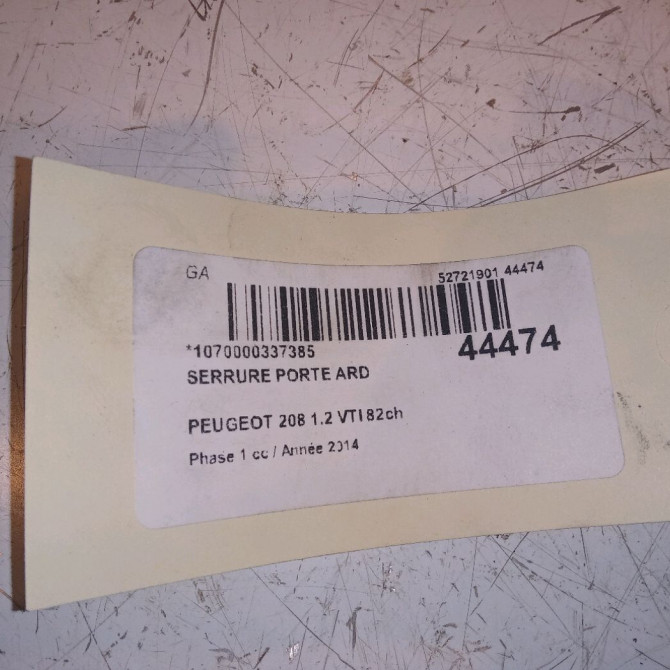 GA 52721901 44474
*1070000337385 44474
SERRURE PORTE ARD
PEUGEOT 208 1.2 VTI 82ch
Phase 1 cc / Année 2014